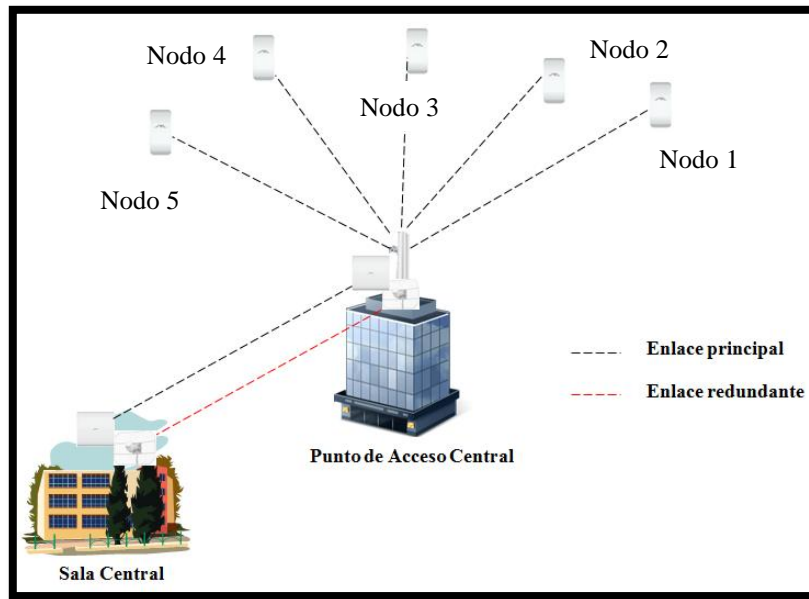 Nodo 4
Nodo 2
Nodo 3
Nodo 1
Nodo 5
Enlace principal
Enlace redundante
Punto de Acceso Central
Sala Central